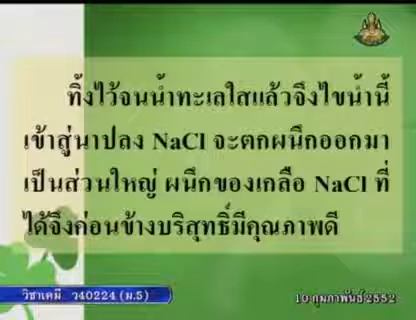 ทิ้งไว้จนน้ำทะเลใสแล้วจึงไขน้ำนี้
เข้าสู่นาปลง NaCl จะตกผนึกออกมา
เป็นส่วนใหญ่ ผนึกของเกลือ NaCl ที่
ได้จึงค่อนข้างบริสุทธิ์มีคุณภาพดี
วิชาเคมี ว40224 (ม.5)
10 กุมภาพันธ์ 2552